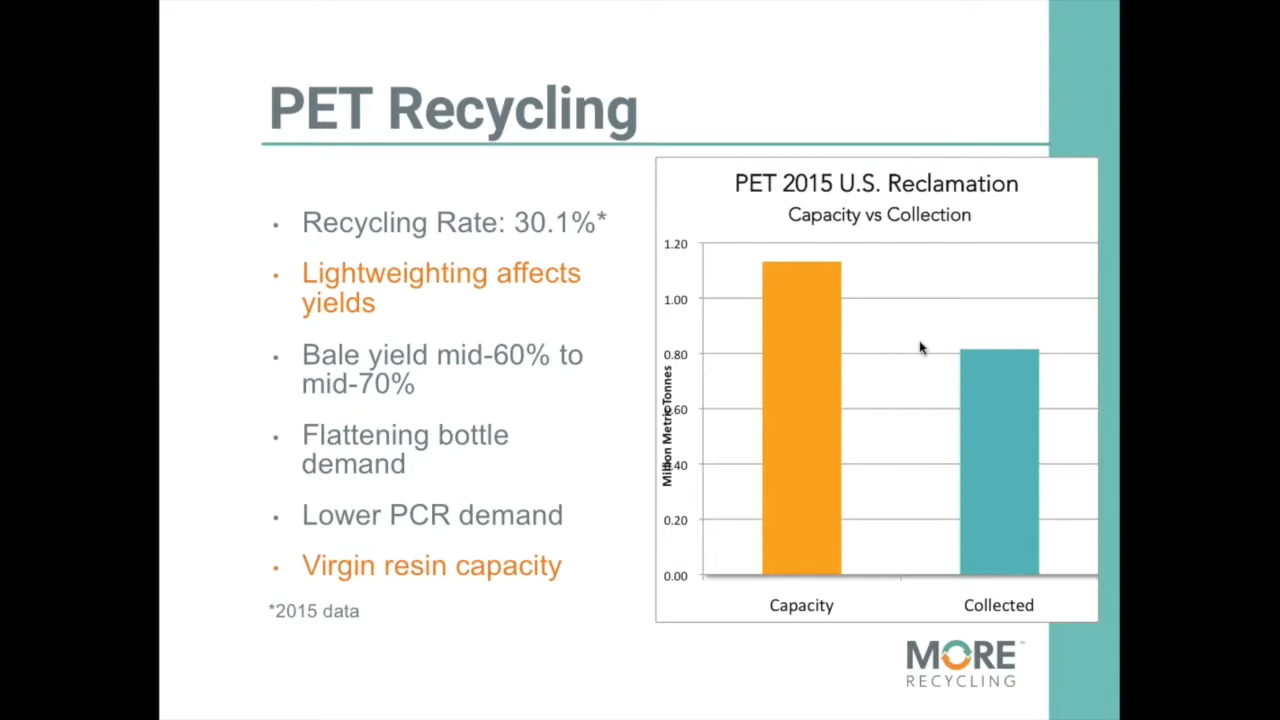 PET Recycling
Recycling Rate: 30.1%*
Lightweighting affects
yields
Bale yield mid-60% to
mid-70%
Flattening bottle
demand
Lower PCR demand
Virgin resin capacity
*2015 data
PET 2015 U.S. Reclamation
Capacity vs Collection
1.20
1.00
0.80
0.60
0.40
0.20
0.00
Million Metric Tonnes
Capacity
Collected
MORE™
RECYCLING